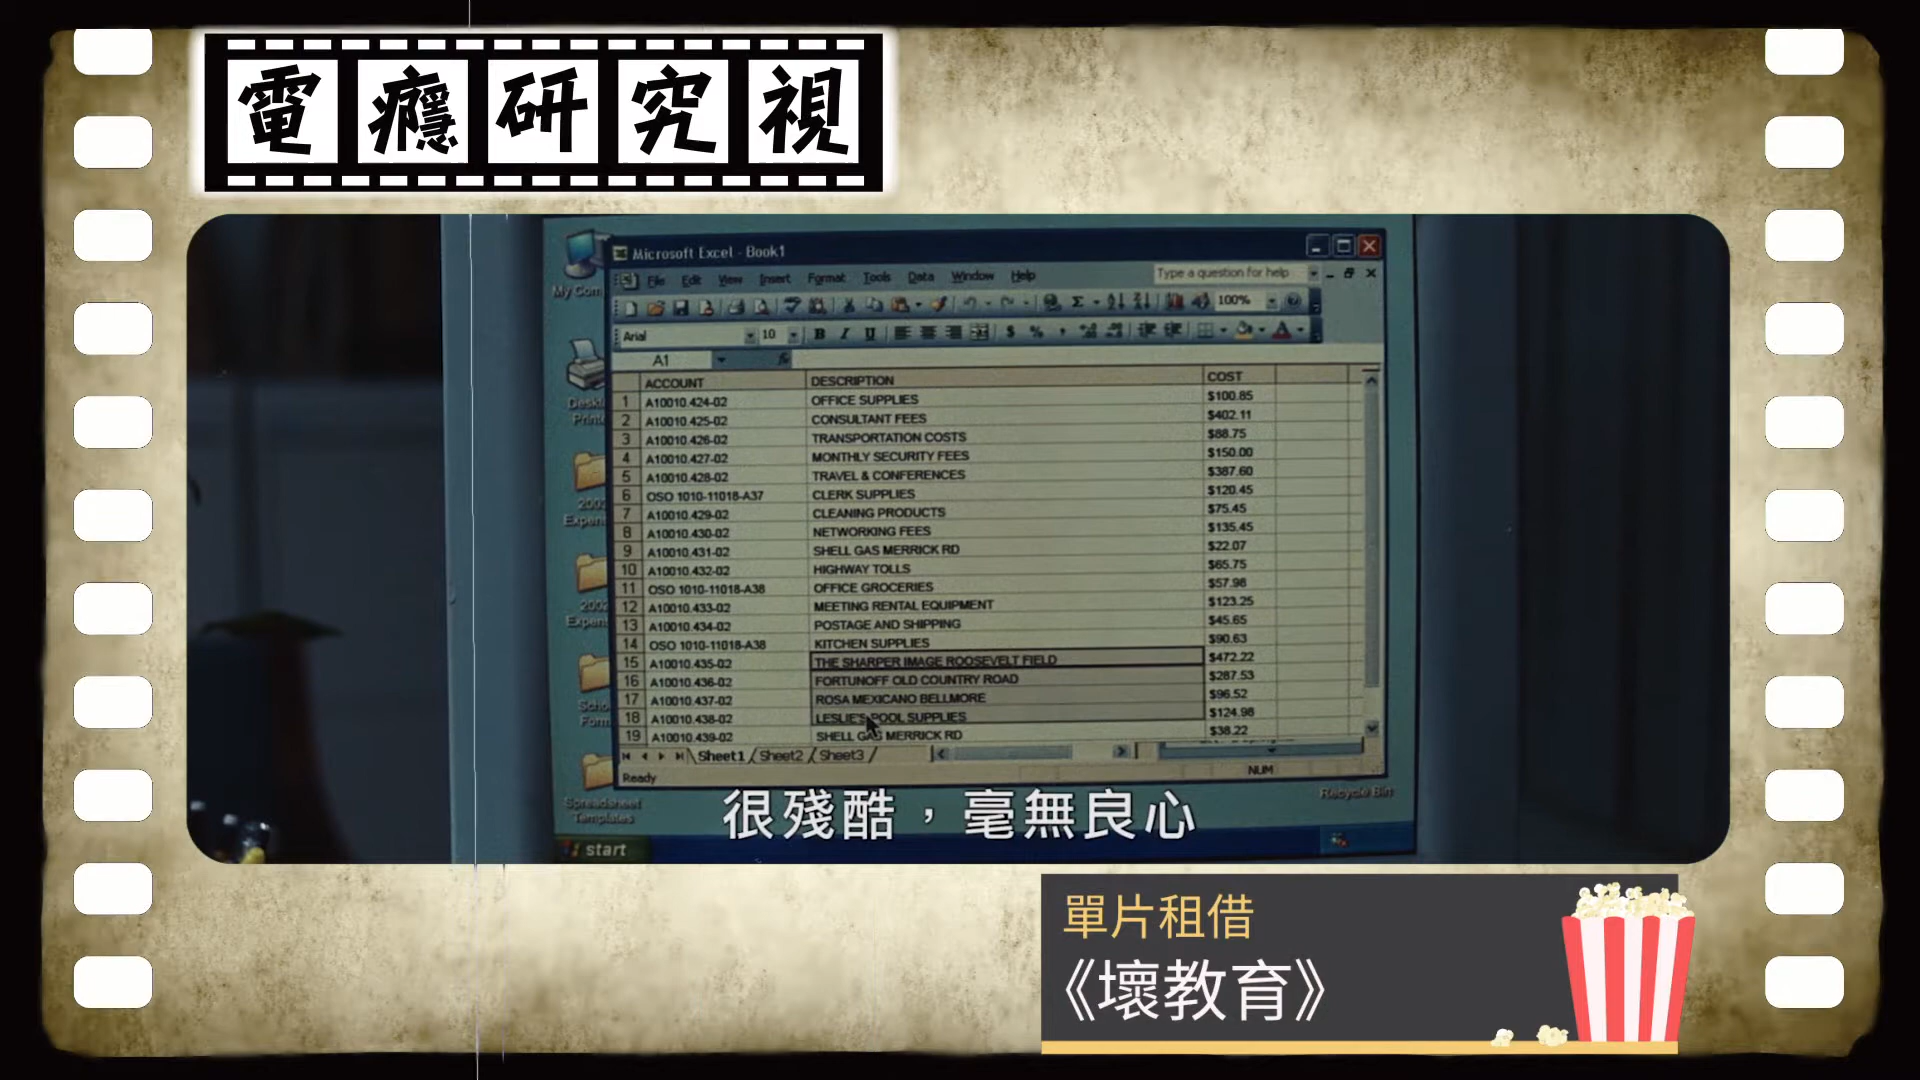 電癮研究視
Microsoft Excel - Book1
My Com
File Edit View Insert Format Tools Data Window Help
Type a question for help
100%
Arial 10 B I U $ %
A1 fx
ACCOUNT DESCRIPTION COST
1 A10010.424-02 OFFICE SUPPLIES $100.85
2 A10010.425-02 CONSULTANT FEES $402.11
3 A10010.426-02 TRANSPORTATION COSTS $88.75
4 A10010.427-02 MONTHLY SECURITY FEES $150.00
5 A10010.428-02 TRAVEL & CONFERENCES $387.60
6 OSO 1010-11018-A37 CLERK SUPPLIES $120.45
7 A10010.429-02 CLEANING PRODUCTS $75.45
8 A10010.430-02 NETWORKING FEES $135.45
9 A10010.431-02 SHELL GAS MERRICK RD $22.07
10 A10010.432-02 HIGHWAY TOLLS $65.75
11 OSO 1010-11018-A38 OFFICE GROCERIES $57.98
12 A10010.433-02 MEETING RENTAL EQUIPMENT $123.25
13 A10010.434-02 POSTAGE AND SHIPPING $45.65
14 OSO 1010-11018-A38 KITCHEN SUPPLIES $90.63
15 A10010.435-02 THE SHARPER IMAGE ROOSEVELT FIELD $472.22
16 A10010.436-02 FORTUNOFF OLD COUNTRY ROAD $287.53
17 A10010.437-02 ROSA MEXICANO BELLMORE $96.52
18 A10010.438-02 LESLIE'S POOL SUPPLIES $124.98
19 A10010.439-02 SHELL GAS MERRICK RD $38.22
Sheet1 Sheet2 Sheet3
Ready NUM
Spreadsheet
Templates
Recycle Bin
start
很殘酷，毫無良心
單片租借
《壞教育》